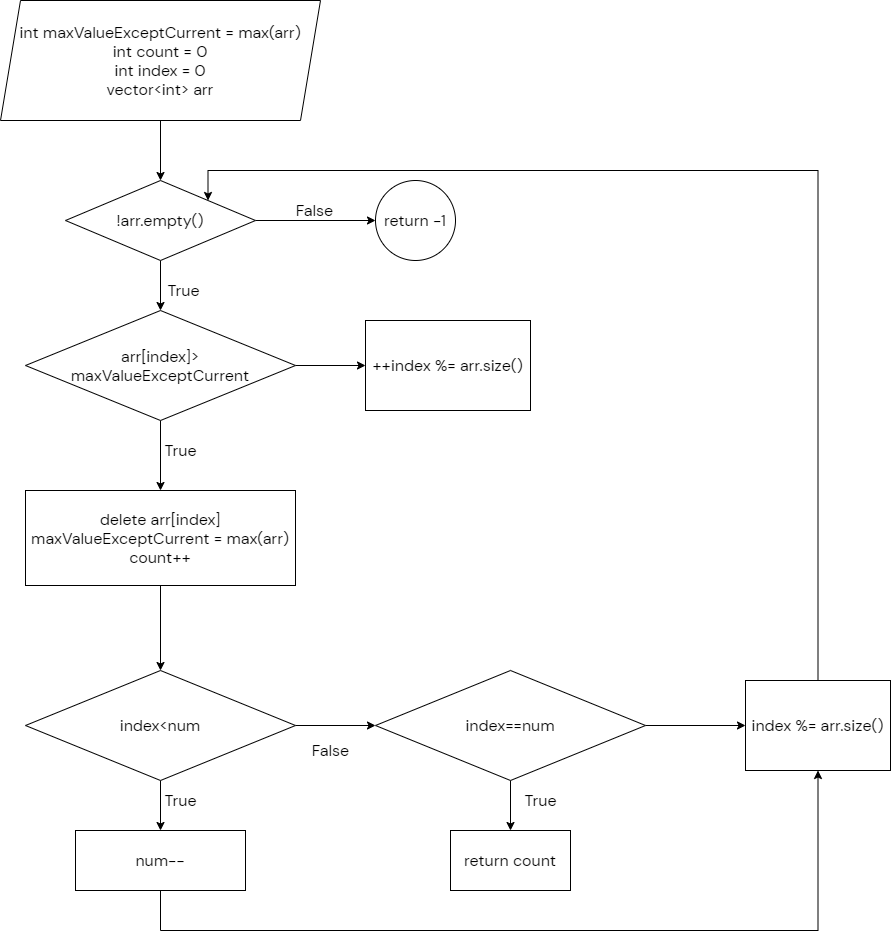 int maxValueExceptCurrent = max(arr)
int count = 0
int index = 0
vector<int> arr
!arr.empty()
False
return -1
True
arr[index]>
maxValueExceptCurrent
++index %= arr.size()
True
delete arr[index]
maxValueExceptCurrent = max(arr)
count++
index<num
False
index==num
index %= arr.size()
True
True
num--
return count